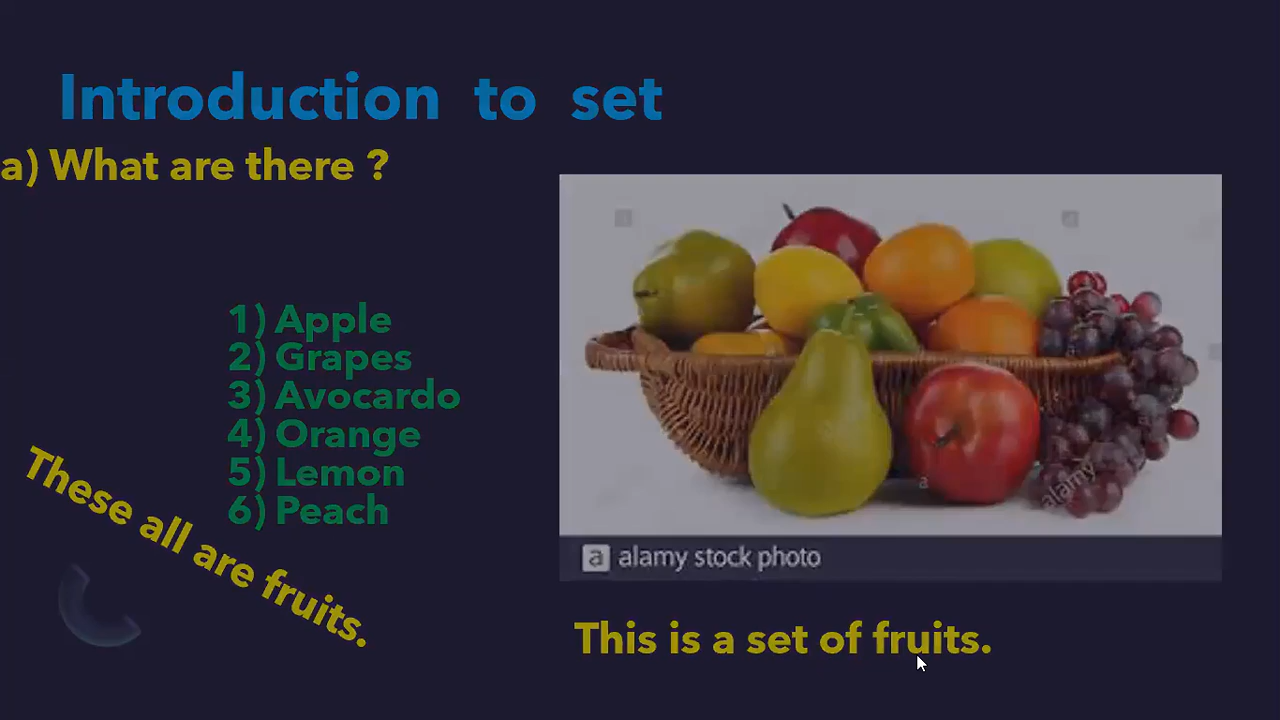 Introduction to set
a) What are there ?
1) Apple
2) Grapes
3) Avocardo
4) Orange
5) Lemon
6) Peach
These all are fruits.
a alamy stock photo
alamy
a
This is a set of fruits.